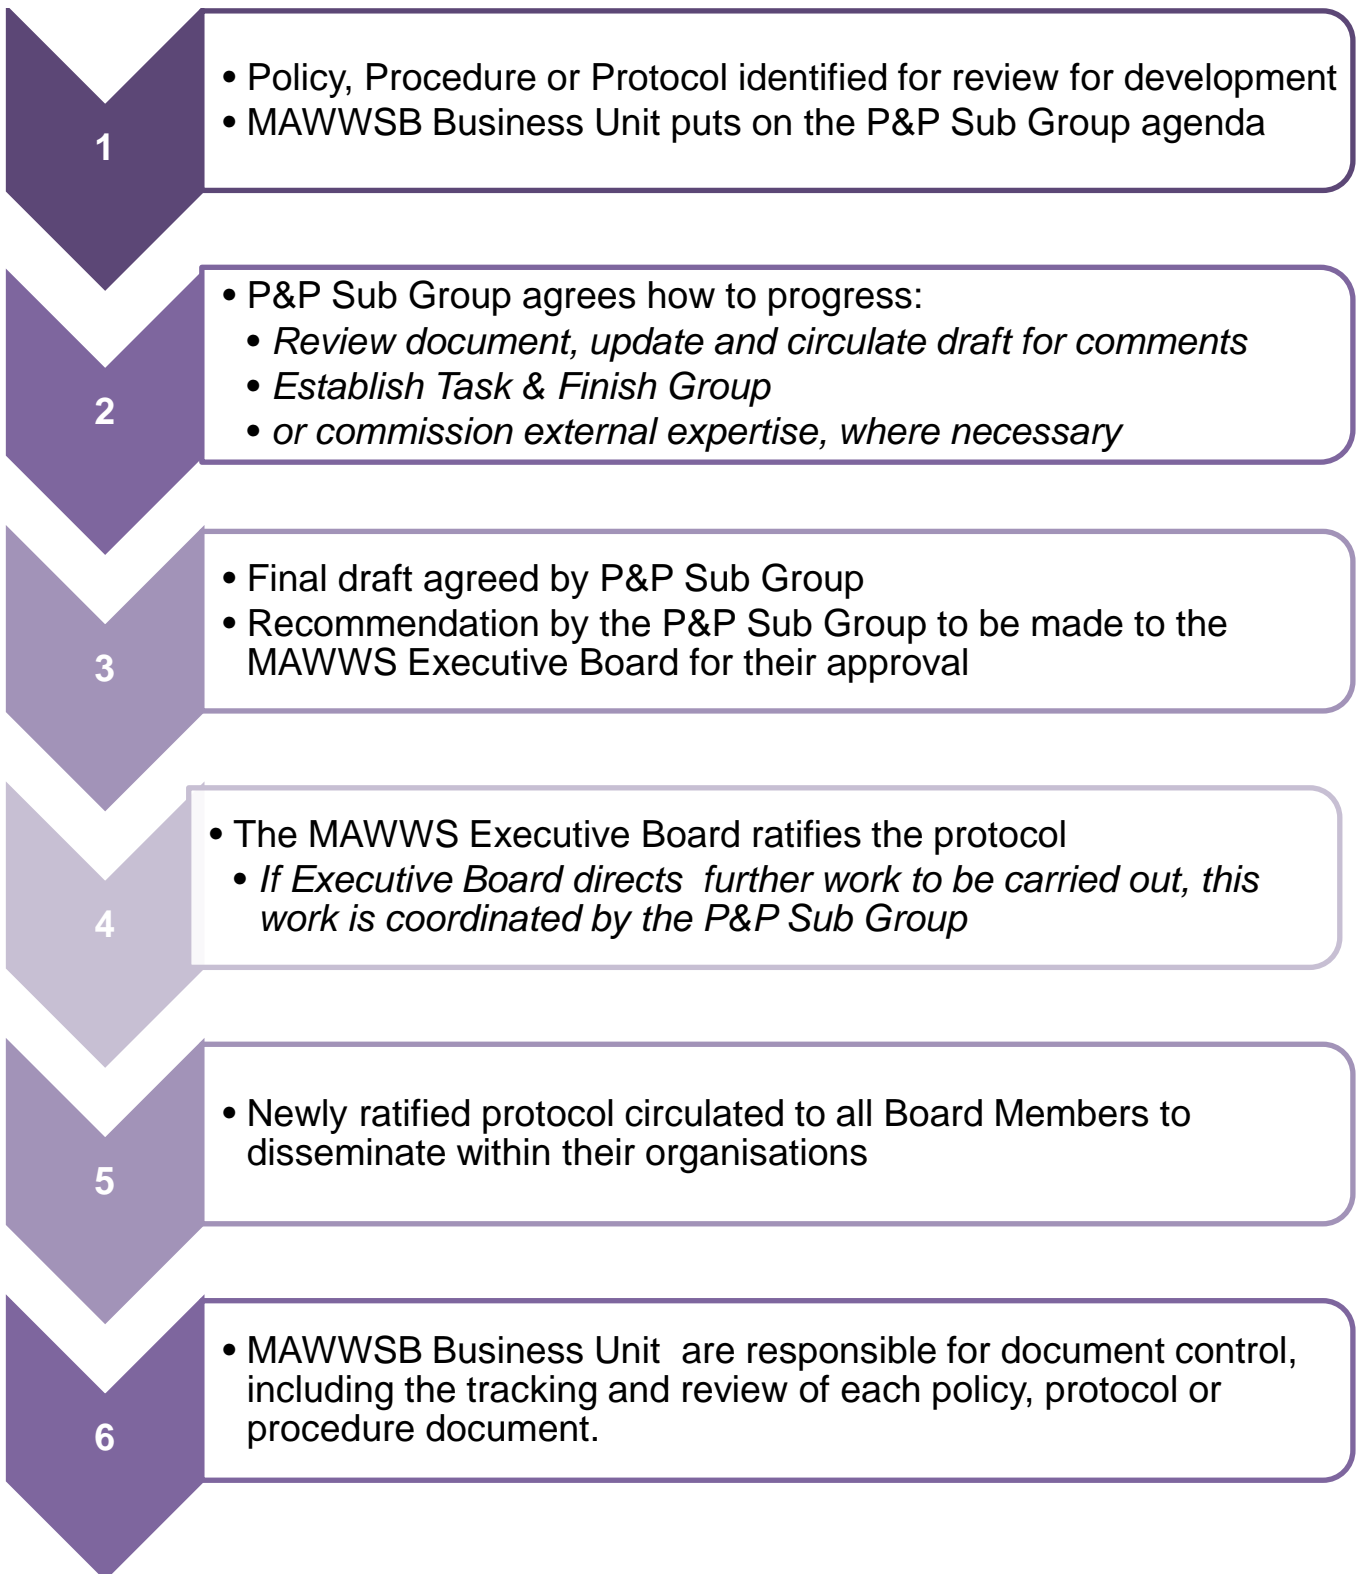 1
• Policy, Procedure or Protocol identified for review for development
• MAWWSB Business Unit puts on the P&P Sub Group agenda
2
• P&P Sub Group agrees how to progress:
• Review document, update and circulate draft for comments
• Establish Task & Finish Group
• or commission external expertise, where necessary
3
• Final draft agreed by P&P Sub Group
• Recommendation by the P&P Sub Group to be made to the
MAWWS Executive Board for their approval
4
• The MAWWS Executive Board ratifies the protocol
• If Executive Board directs  further work to be carried out, this
work is coordinated by the P&P Sub Group
5
• Newly ratified protocol circulated to all Board Members to
disseminate within their organisations
6
• MAWWSB Business Unit  are responsible for document control,
including the tracking and review of each policy, protocol or
procedure document.